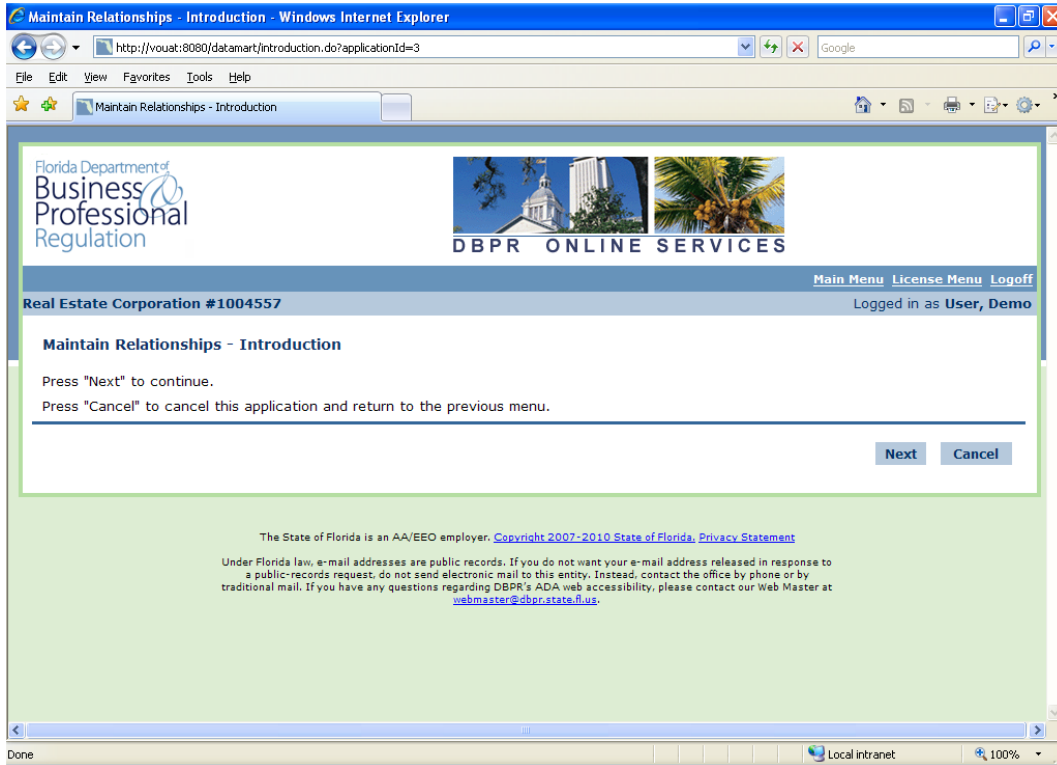 Maintain Relationships - Introduction - Windows Internet Explorer
http://vouat:8080/datamart/introduction.do?applicationId=3
Google
File Edit View Favorites Tools Help
Maintain Relationships - Introduction
Florida Department of
Business &
Professional
Regulation
DBPR ONLINE SERVICES
Main Menu License Menu Logoff
Real Estate Corporation #1004557
Logged in as User, Demo
Maintain Relationships - Introduction
Press "Next" to continue.
Press "Cancel" to cancel this application and return to the previous menu.
Next Cancel
The State of Florida is an AA/EEO employer. Copyright 2007-2010 State of Florida. Privacy Statement
Under Florida law, e-mail addresses are public records. If you do not want your e-mail address released in response to
a public-records request, do not send electronic mail to this entity. Instead, contact the office by phone or by
traditional mail. If you have any questions regarding DBPR's ADA web accessibility, please contact our Web Master at
webmaster@dbpr.state.fl.us.
Done
Local intranet
100%